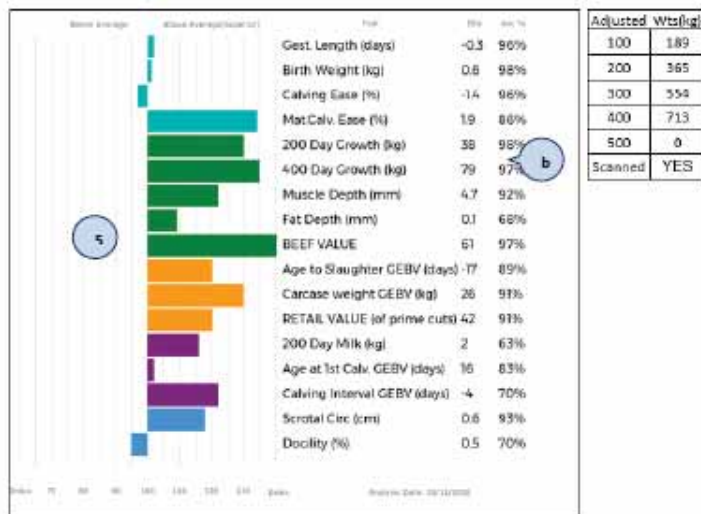 Below Average Above Average Trait EBV Acc %
Gest. Length (days) -0.3 96%
Birth Weight (kg) 0.6 98%
Calving Ease (%) -1.4 96%
Mat.Calv. Ease (%) 1.9 86%
200 Day Growth (kg) 38 98%
400 Day Growth (kg) 79 97%
Muscle Depth (mm) 4.7 92%
Fat Depth (mm) 0.1 68%
BEEF VALUE 61 97%
Age to Slaughter GEBV (days) -17 89%
Carcase weight GEBV (kg) 26 91%
RETAIL VALUE (of prime cuts) 42 91%
200 Day Milk (kg) 2 63%
Age at 1st Calv. GEBV (days) 16 83%
Calving Interval GEBV (days) -4 70%
Scrotal Circ (cm) 0.6 93%
Docility (%) 0.5 70%
5
b
Adjusted Wts(kg)
100 189
200 365
300 554
400 713
500 0
Scanned YES